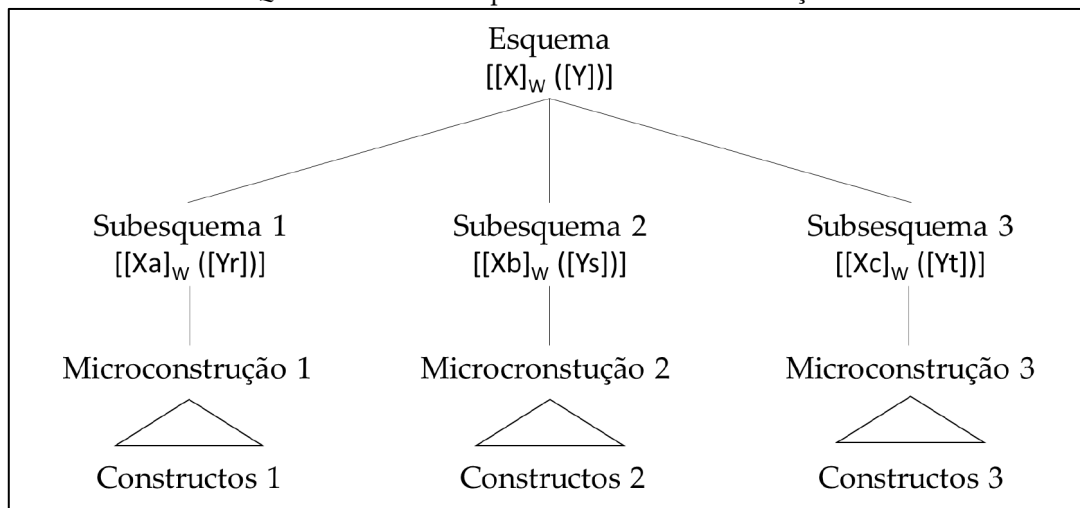 Esquema
[[X]W ([Y])]
Subesquema 1 Subesquema 2 Subsesquema 3
[[Xa]W ([Yr])] [[Xb]W ([Ys])] [[Xc]W ([Yt])]
Microconstrução 1 Microcronstução 2 Microconstrução 3
Constructos 1 Constructos 2 Constructos 3